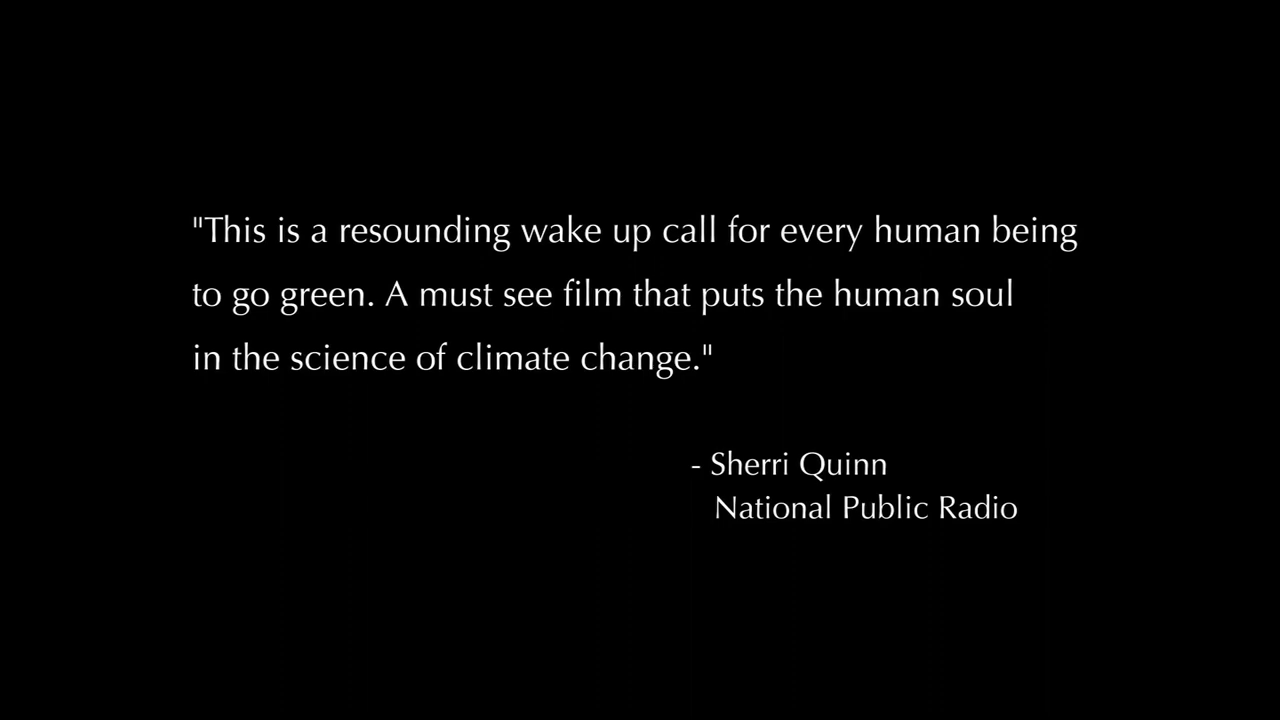 "This is a resounding wake up call for every human being
to go green. A must see film that puts the human soul
in the science of climate change."
- Sherri Quinn
National Public Radio